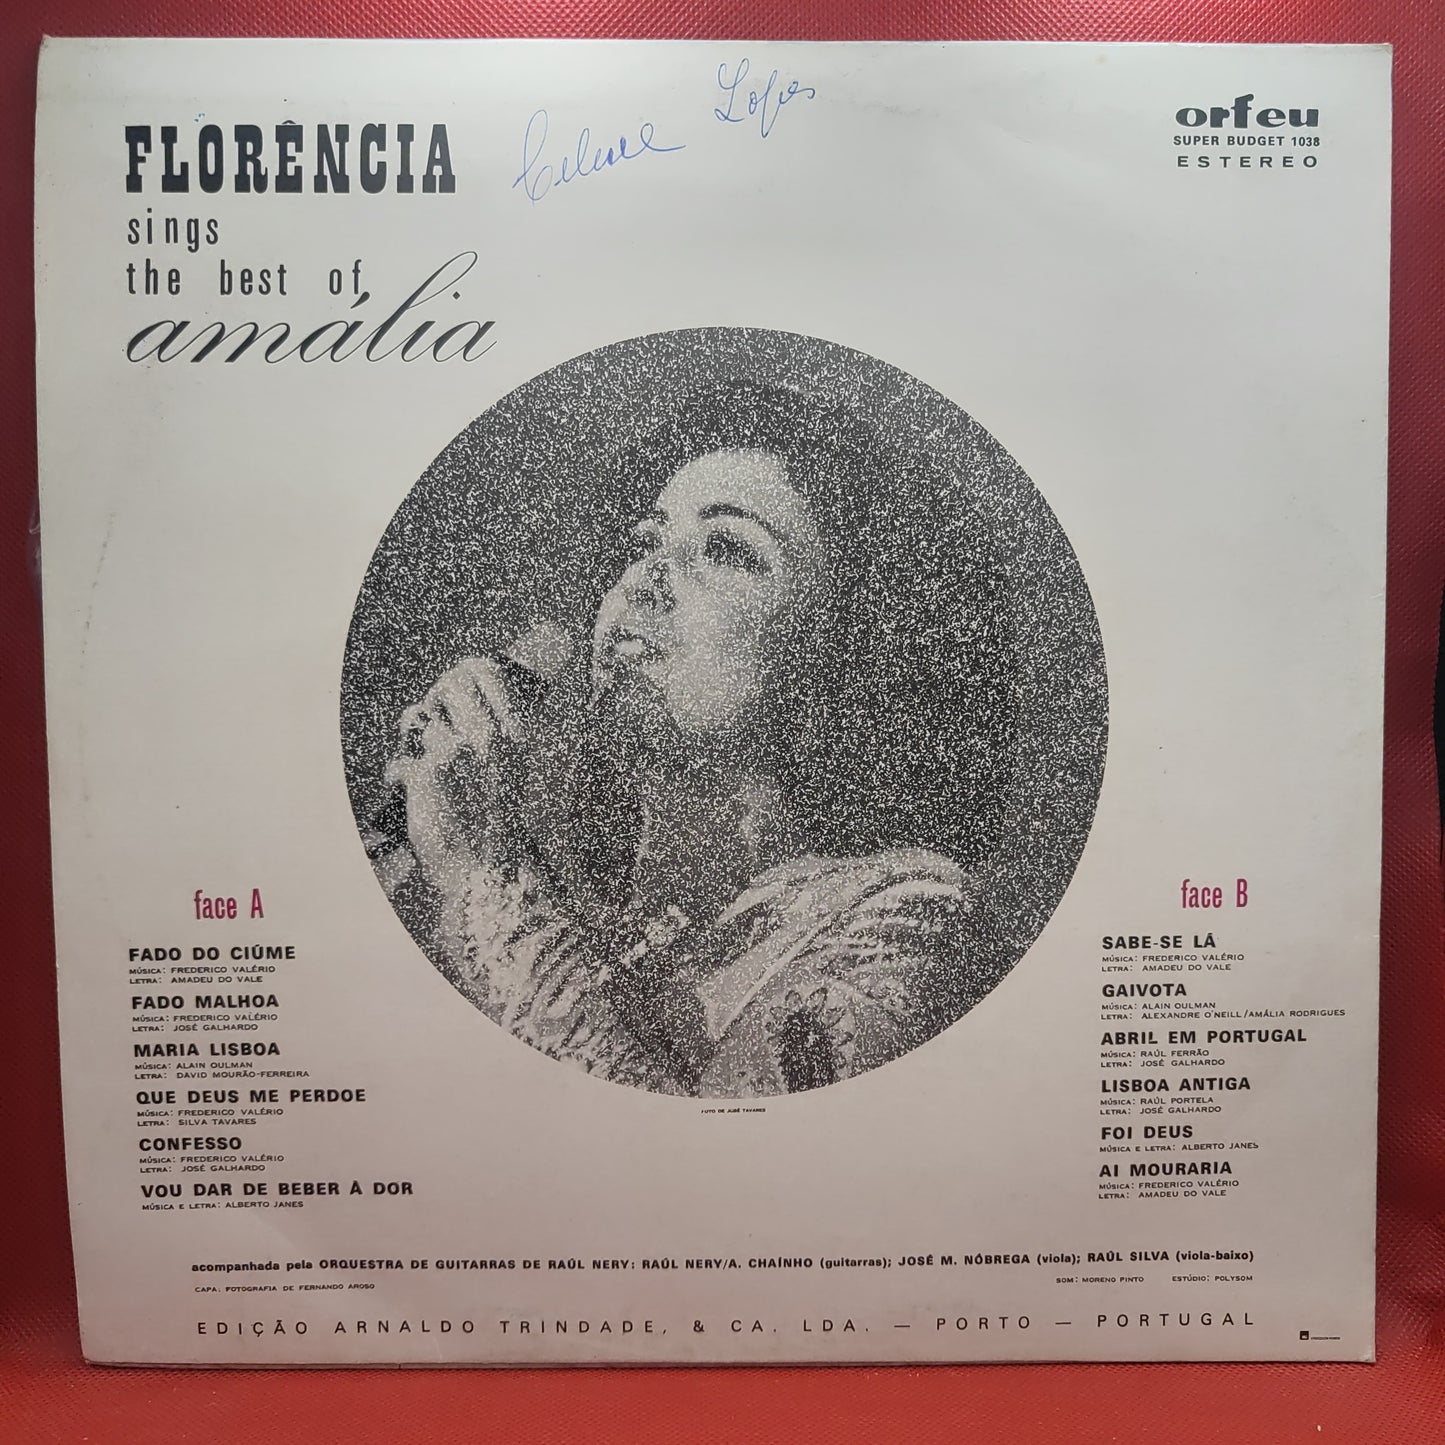 FLORÊNCIA
sings
the best of
amália
Lopes
orfeu
SUPER BUDGET 1038
ESTEREO
face A
FADO DO CIÚME
MÚSICA: FREDERICO VALÉRIO
LETRA: AMADEU DO VALE
FADO MALHOA
MÚSICA: FREDERICO VALÉRIO
LETRA: JOSÉ GALHARDO
MARIA LISBOA
MÚSICA: ALAIN OULMAN
LETRA: DAVID MOURÃO-FERREIRA
QUE DEUS ME PERDOE
MÚSICA: FREDERICO VALÉRIO
LETRA: SILVA TAVARES
CONFESSO
MÚSICA: FREDERICO VALÉRIO
LETRA: JOSÉ GALHARDO
VOU DAR DE BEBER À DOR
MÚSICA E LETRA: ALBERTO JANES
face B
SABE-SE LÁ
MÚSICA: FREDERICO VALÉRIO
LETRA: AMADEU DO VALE
GAIVOTA
MÚSICA: ALAIN OULMAN
LETRA: ALEXANDRE O'NEILL/AMÁLIA RODRIGUES
ABRIL EM PORTUGAL
MÚSICA: RAÚL FERRÃO
LETRA: JOSÉ GALHARDO
LISBOA ANTIGA
MÚSICA: RAÚL PORTELA
LETRA: JOSÉ GALHARDO
FOI DEUS
MÚSICA E LETRA: ALBERTO JANES
AI MOURARIA
MÚSICA: FREDERICO VALÉRIO
LETRA: AMADEU DO VALE
FOTO DE JOSÉ TAVARES
acompanhada pela ORQUESTRA DE GUITARRAS DE RAÚL NERY: RAÚL NERY/A. CHAÍNHO (guitarras); JOSÉ M. NÓBREGA (viola); RAÚL SILVA (viola-baixo)
CAPA: FOTOGRAFIA DE FERNANDO AROSO
SOM: MORENO PINTO ESTÚDIO: POLYSOM
EDIÇÃO ARNALDO TRINDADE, & CA. LDA. — PORTO — PORTUGAL